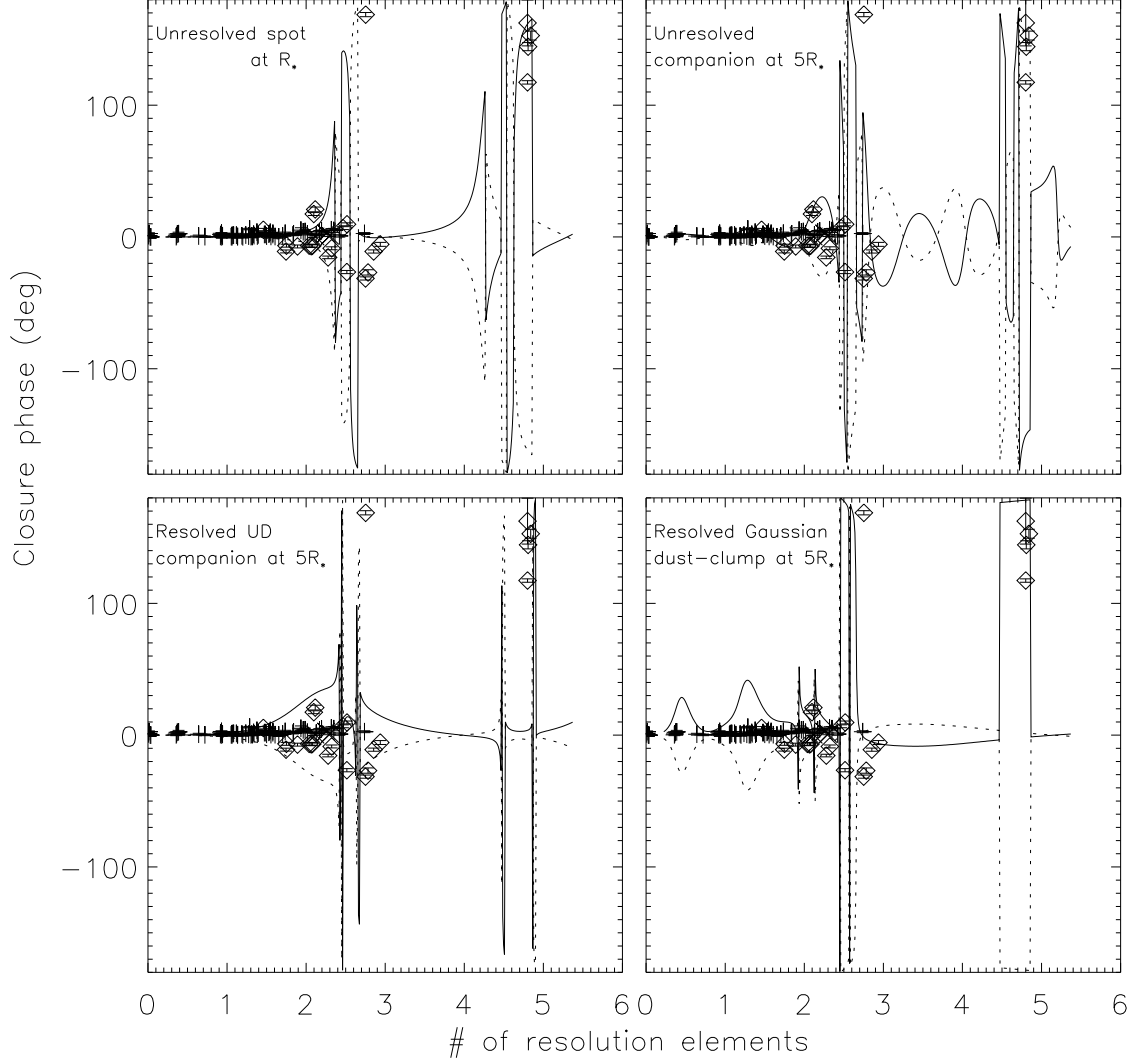 Unresolved spot
at R*
Unresolved
companion at 5R*
100
0
−100
Closure phase (deg)
Resolved UD
companion at 5R*
Resolved Gaussian
dust−clump at 5R*
100
0
−100
0 1 2 3 4 5 6
0 1 2 3 4 5 6
# of resolution elements